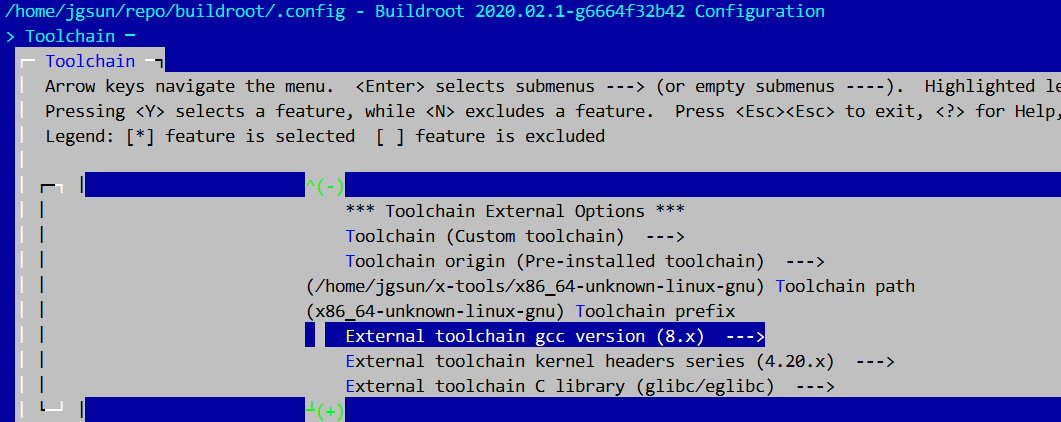 /home/jgsun/repo/buildroot/.config - Buildroot 2020.02.1-g6664f32b42 Configuration
> Toolchain
Toolchain
Arrow keys navigate the menu.  <Enter> selects submenus ---> (or empty submenus ----).  Highlighted le
Pressing <Y> selects a feature, while <N> excludes a feature.  Press <Esc><Esc> to exit, <?> for Help,
Legend: [*] feature is selected  [ ] feature is excluded
^(-)
*** Toolchain External Options ***
Toolchain (Custom toolchain)  --->
Toolchain origin (Pre-installed toolchain)  --->
(/home/jgsun/x-tools/x86_64-unknown-linux-gnu) Toolchain path
(x86_64-unknown-linux-gnu) Toolchain prefix
External toolchain gcc version (8.x)  --->
External toolchain kernel headers series (4.20.x)  --->
External toolchain C library (glibc/eglibc)  --->
┴(+)